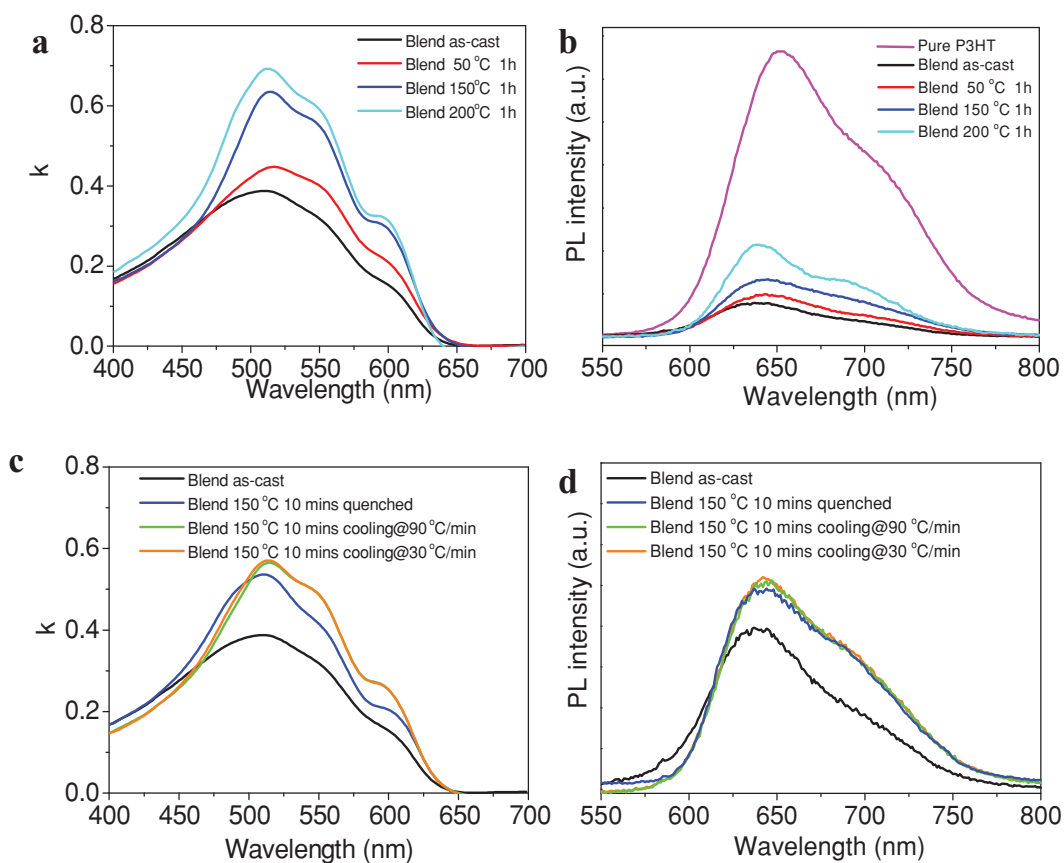 a
0.8
0.6
0.4
0.2
0.0
k
Blend as-cast
Blend 50 °C 1h
Blend 150°C 1h
Blend 200°C 1h
400 450 500 550 600 650 700
Wavelength (nm)
b
PL intensity (a.u.)
Pure P3HT
Blend as-cast
Blend 50 °C 1h
Blend 150 °C 1h
Blend 200 °C 1h
550 600 650 700 750 800
Wavelength (nm)
c
0.8
0.6
0.4
0.2
0.0
k
Blend as-cast
Blend 150 °C 10 mins quenched
Blend 150 °C 10 mins cooling@90 °C/min
Blend 150 °C 10 mins cooling@30 °C/min
400 450 500 550 600 650 700
Wavelength (nm)
d
PL intensity (a.u.)
Blend as-cast
Blend 150 °C 10 mins quenched
Blend 150 °C 10 mins cooling@90 °C/min
Blend 150 °C 10 mins cooling@30 °C/min
550 600 650 700 750 800
Wavelength (nm)